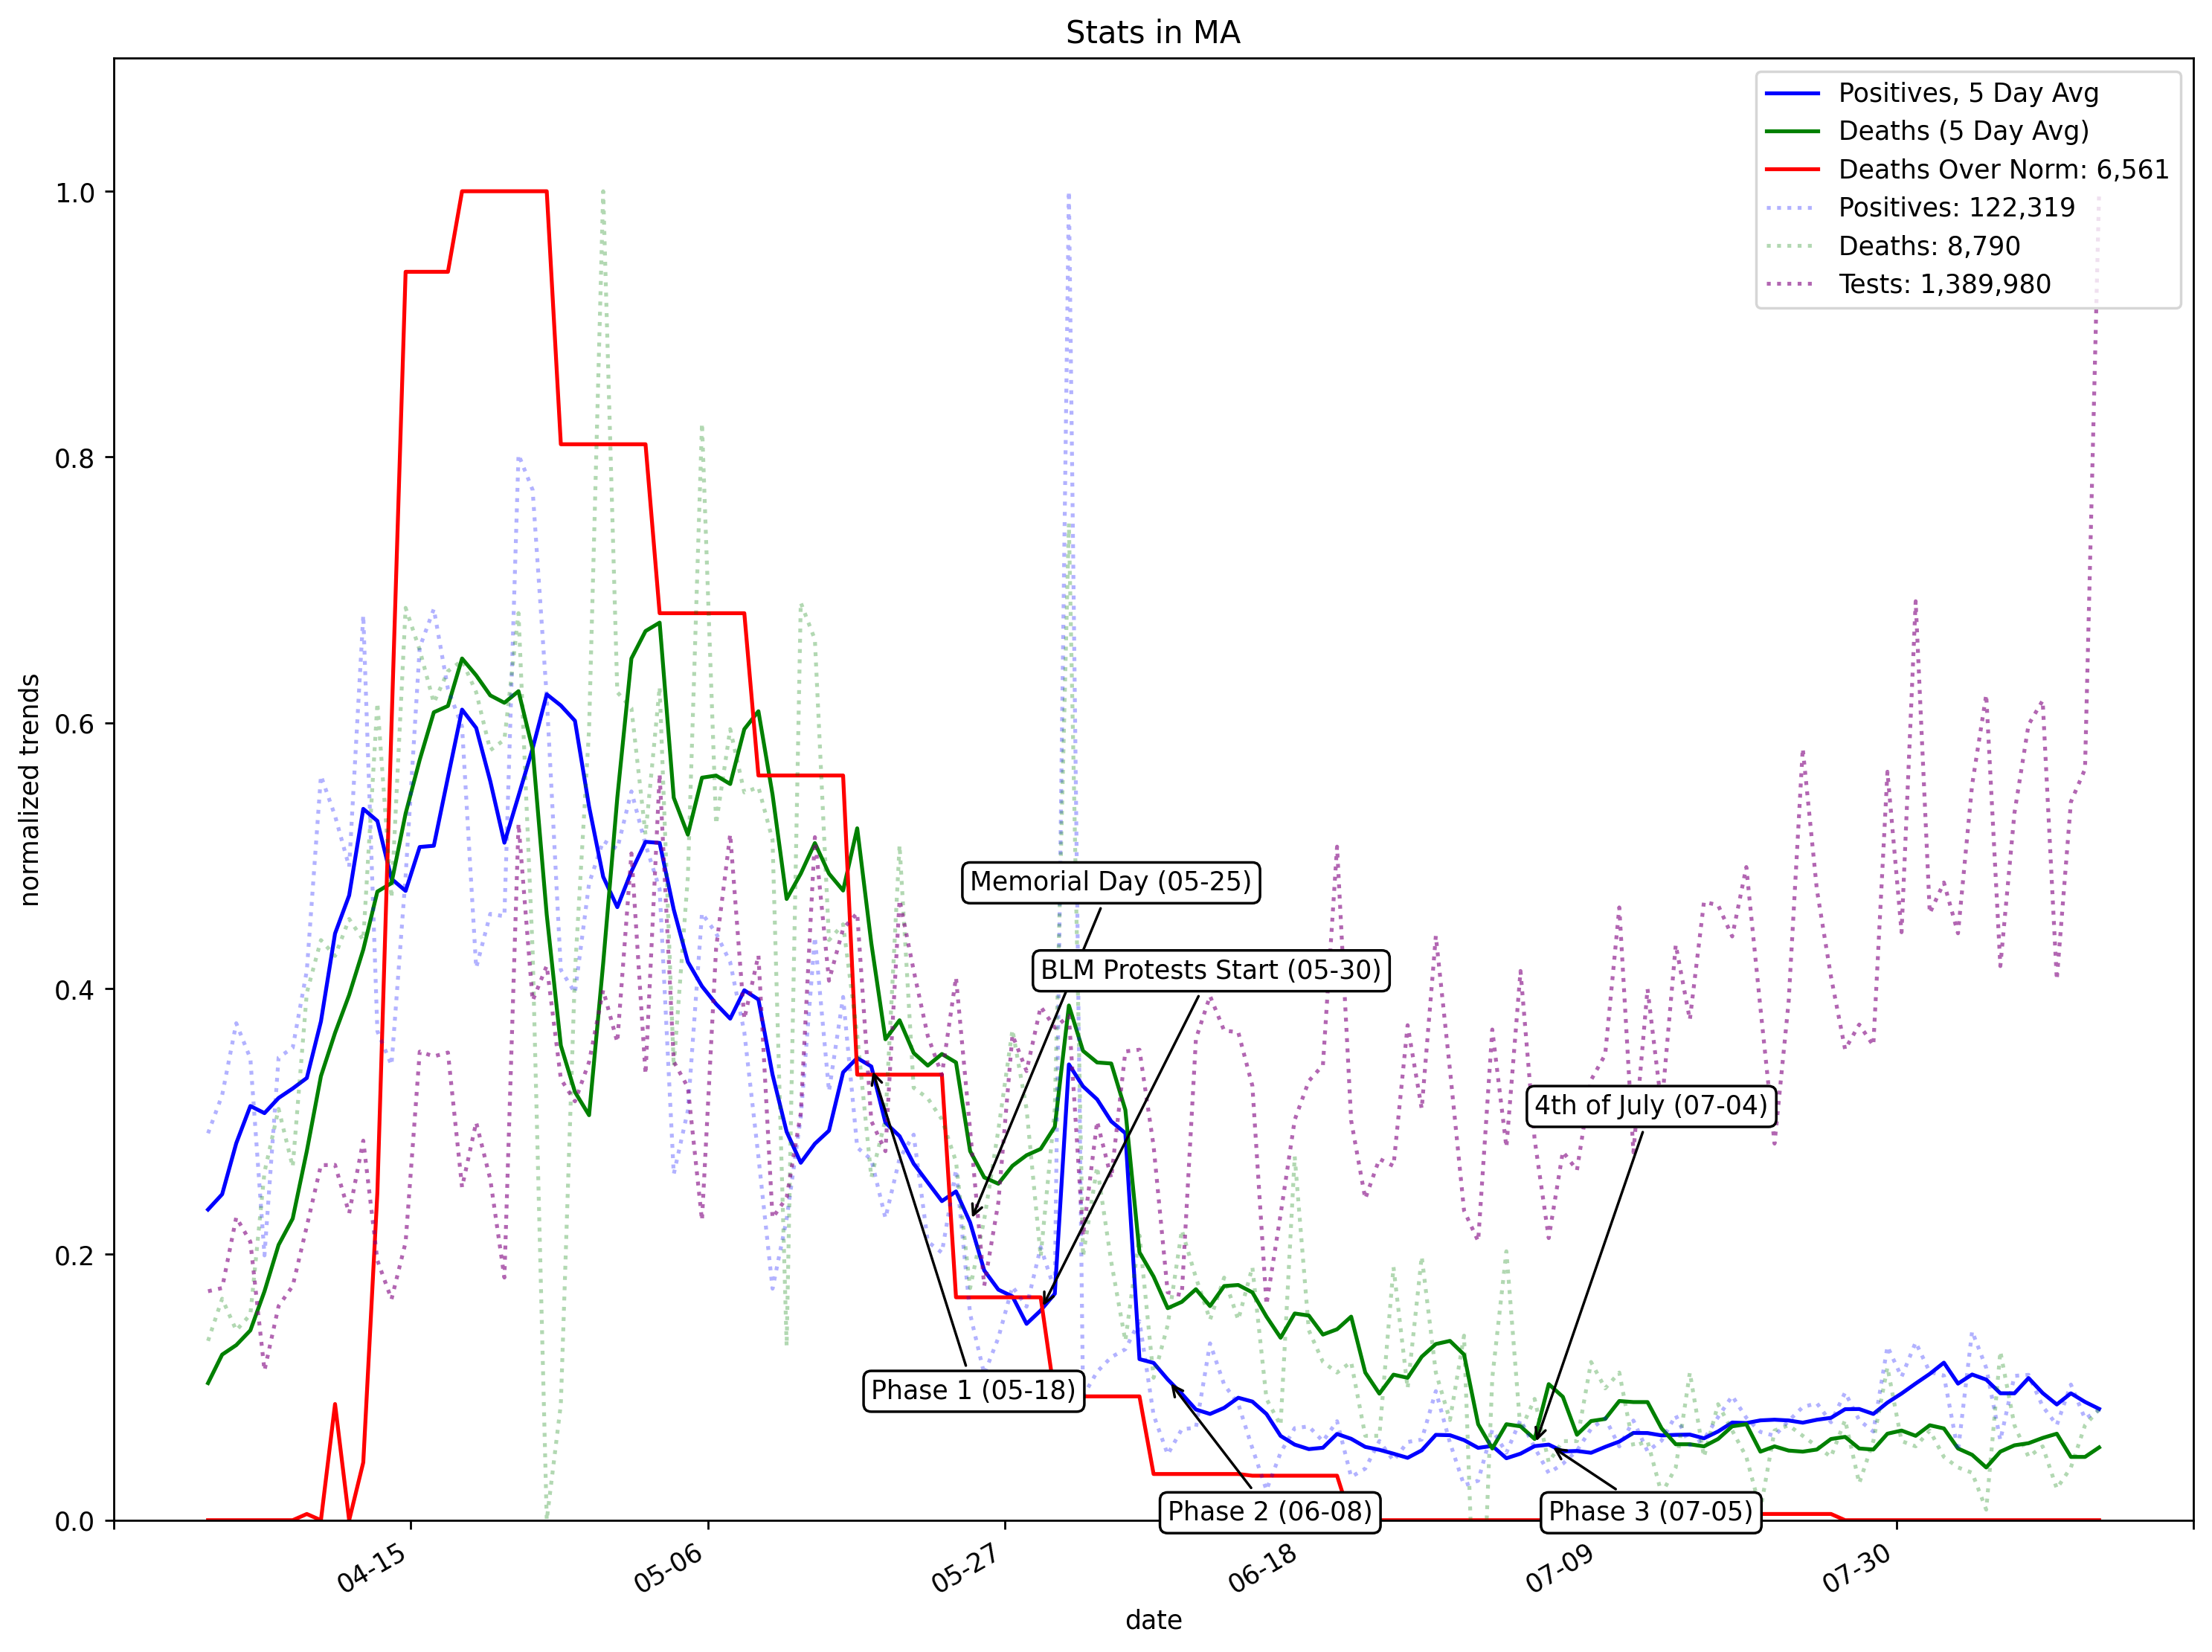 Stats in MA
Positives, 5 Day Avg
Deaths (5 Day Avg)
Deaths Over Norm: 6,561
Positives: 122,319
Deaths: 8,790
Tests: 1,389,980
normalized trends
1.0
0.8
0.6
0.4
0.2
0.0
Memorial Day (05-25)
BLM Protests Start (05-30)
4th of July (07-04)
Phase 1 (05-18)
Phase 2 (06-08)
Phase 3 (07-05)
04-15
05-06
05-27
06-18
07-09
07-30
date